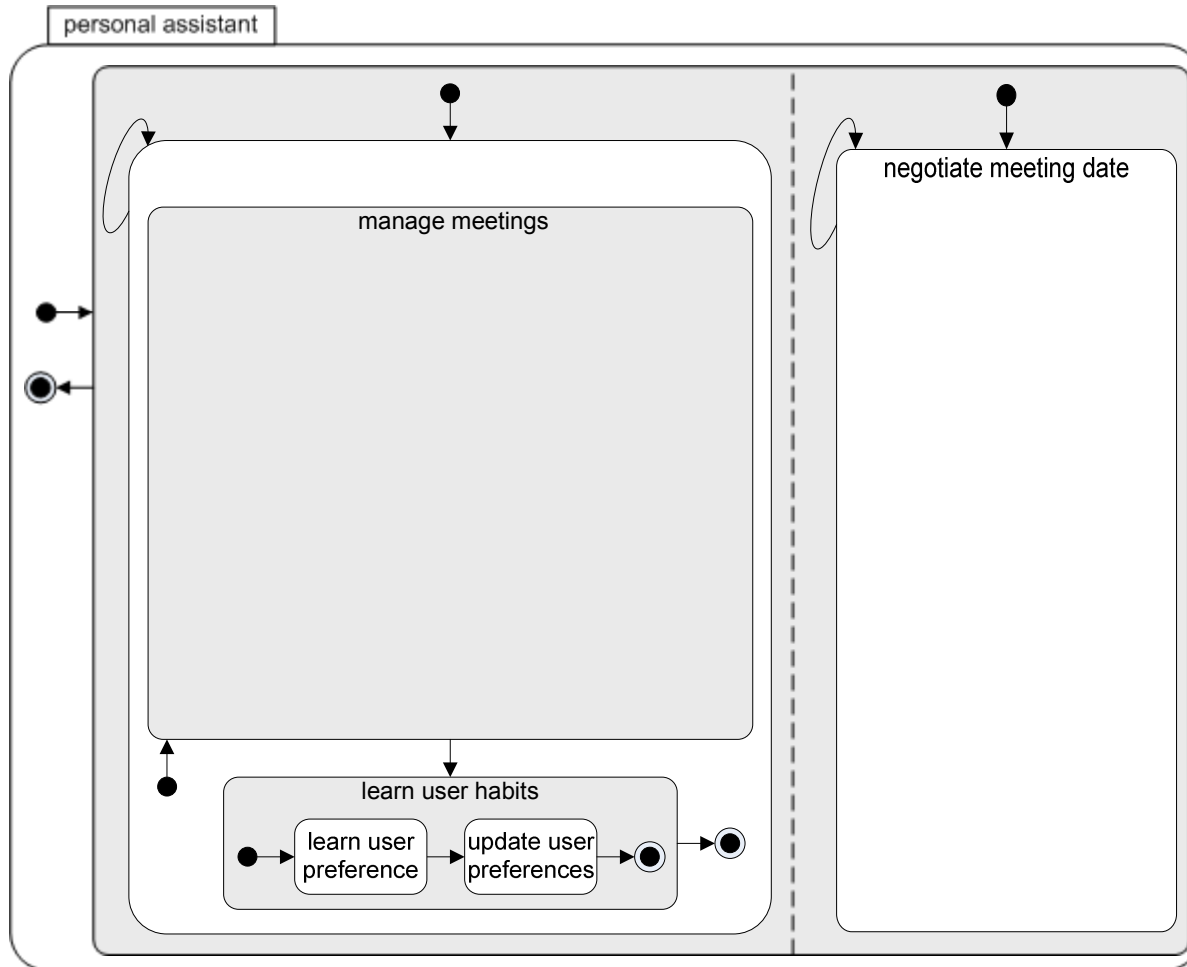 personal assistant
negotiate meeting date
manage meetings
learn user habits
learn user
preference
update user
preferences